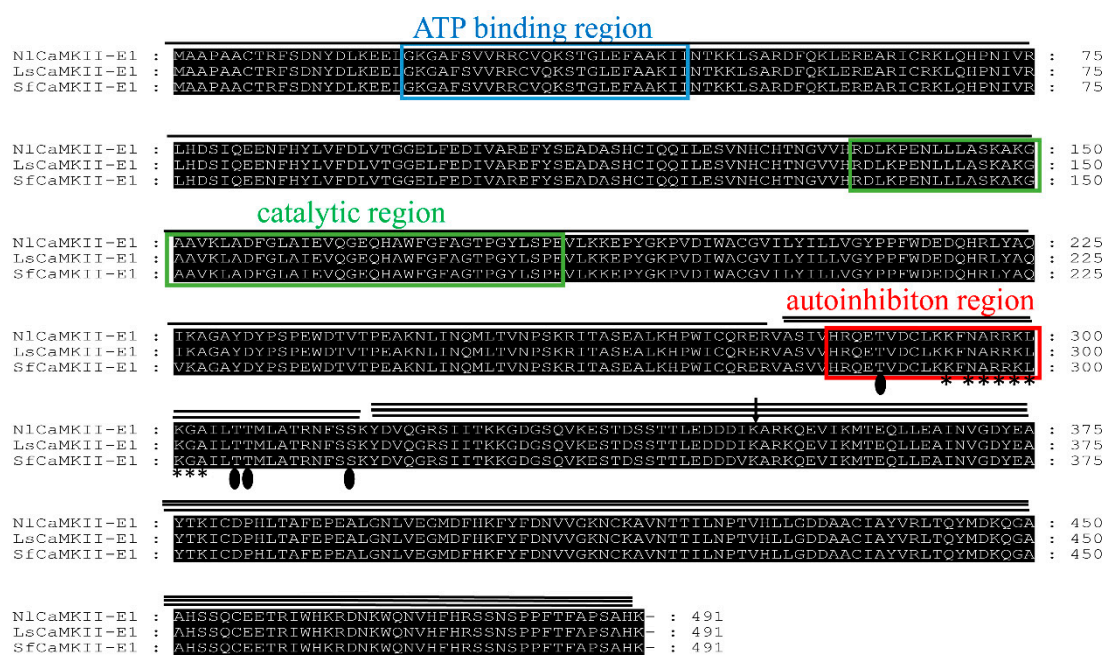 ATP binding region
NlCaMKII-E1 : MAAPAACTRFSDNYDLKEEIGKGAFSVVRRCVQKSTGLEFAAKIINTKKLSARDFQKLEREARICRKLQHPNIVR : 75
LsCaMKII-E1 : MAAPAACTRFSDNYDLKEEIGKGAFSVVRRCVQKSTGLEFAAKIINTKKLSARDFQKLEREARICRKLQHPNIVR : 75
SfCaMKII-E1 : MAAPAACTRFSDNYDLKEEIGKGAFSVVRRCVQKSTGLEFAAKIINTKKLSARDFQKLEREARICRKLQHPNIVR : 75
NlCaMKII-E1 : LHDSIQEENFHYLVFDLVTGGELFEDIVAREFYSEADASHCIQQILESVNHCHTNGVVHRDLKPENLLLASKAKG : 150
LsCaMKII-E1 : LHDSIQEENFHYLVFDLVTGGELFEDIVAREFYSEADASHCIQQILESVNHCHTNGVVHRDLKPENLLLASKAKG : 150
SfCaMKII-E1 : LHDSIQEENFHYLVFDLVTGGELFEDIVAREFYSEADASHCIQQILESVNHCHTNGVVHRDLKPENLLLASKAKG : 150
catalytic region
NlCaMKII-E1 : AAVKLADFGLAIEVQGEQHAWFGFAGTPGYLSPEVLKKEPYGKPVDIWACGVILYILLVGYPPFWDEDQHRLYAQ : 225
LsCaMKII-E1 : AAVKLADFGLAIEVQGEQHAWFGFAGTPGYLSPEVLKKEPYGKPVDIWACGVILYILLVGYPPFWDEDQHRLYAQ : 225
SfCaMKII-E1 : AAVKLADFGLAIEVQGEQHAWFGFAGTPGYLSPEVLKKEPYGKPVDIWACGVILYILLVGYPPFWDEDQHRLYAQ : 225
autoinhibiton region
NlCaMKII-E1 : IKAGAYDYPSPEWDTVTPEAKNLINQMLTVNPSKRITASEALKHPWICQRERVASIVHRQETVDCLKKFNARRKL : 300
LsCaMKII-E1 : IKAGAYDYPSPEWDTVTPEAKNLINQMLTVNPSKRITASEALKHPWICQRERVASVVHRQETVDCLKKFNARRKL : 300
SfCaMKII-E1 : VKAGAYDYPSPEWDTVTPEAKNLINQMLTVNPSKRITASEALKHPWICQRERVASVVHRQETVDCLKKFNARRKL : 300
* *****
NlCaMKII-E1 : KGAILTTMLATRNFSSKYDVQGRSIITKKGDGSQVKESTDSSTTLEDDDIKARKQEVIKMTEQLLEAINVGDYEA : 375
LsCaMKII-E1 : KGAILTTMLATRNFSSKYDVQGRSIITKKGDGSQVKESTDSSTTLEDDDIKARKQEVIKMTEQLLEAINVGDYEA : 375
SfCaMKII-E1 : KGAILTTMLATRNFSSKYDVQGRSIITKKGDGSQVKESTDSSTTLEDDDVKARKQEVIKMTEQLLEAINVGDYEA : 375
***
NlCaMKII-E1 : YTKICDPHLTAFEPEALGNLVEGMDFHKFYFDNVVGKNCKAVNTTILNPTVHLLGDDAACIAYVRLTQYMDKQGA : 450
LsCaMKII-E1 : YTKICDPHLTAFEPEALGNLVEGMDFHKFYFDNVVGKNCKAVNTTILNPTVHLLGDDAACIAYVRLTQYMDKQGA : 450
SfCaMKII-E1 : YTKICDPHLTAFEPEALGNLVEGMDFHKFYFDNVVGKNCKAVNTTILNPTVHLLGDDAACIAYVRLTQYMDKQGA : 450
NlCaMKII-E1 : AHSSQCEETRIWHKRDNKWQNVHFHRSSNSPPFTFAPSAHK- : 491
LsCaMKII-E1 : AHSSQCEETRIWHKRDNKWQNVHFHRSSNSPPFTFAPSAHK- : 491
SfCaMKII-E1 : AHSSQCEETRIWHKRDNKWQNVHFHRSSNSPPFTFAPSAHK- : 491